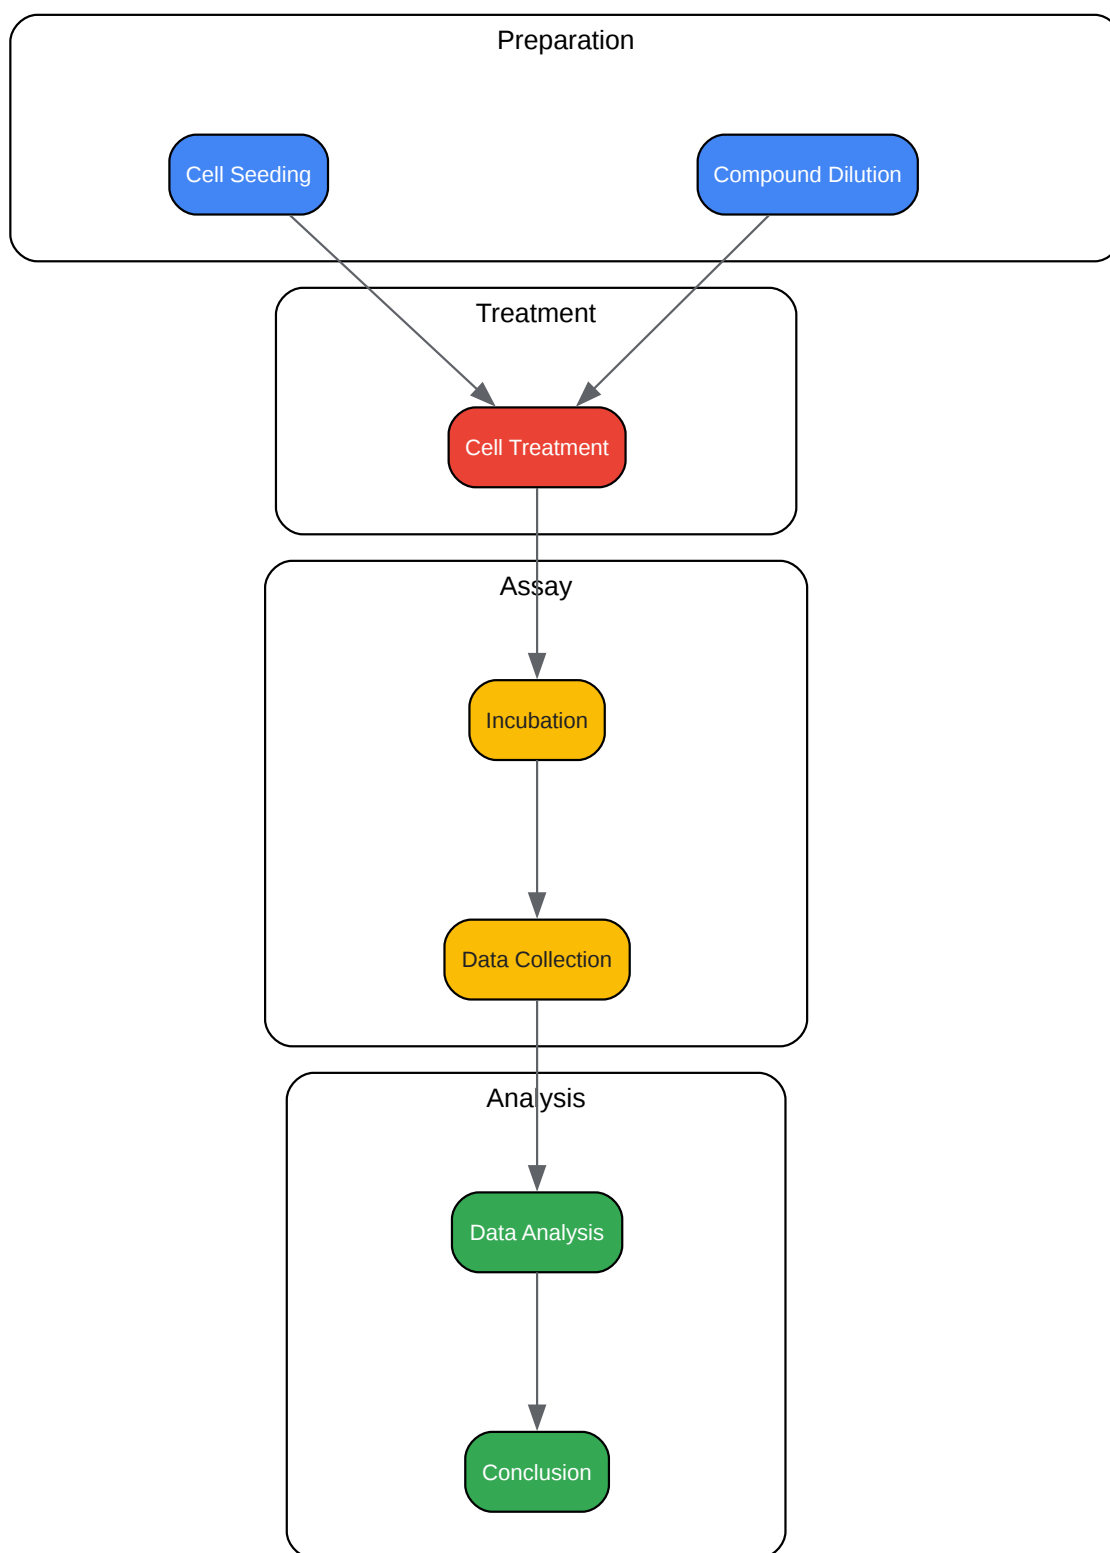 Preparation
Cell Seeding
Compound Dilution
Treatment
Cell Treatment
Assay
Incubation
Data Collection
Analysis
Data Analysis
Conclusion